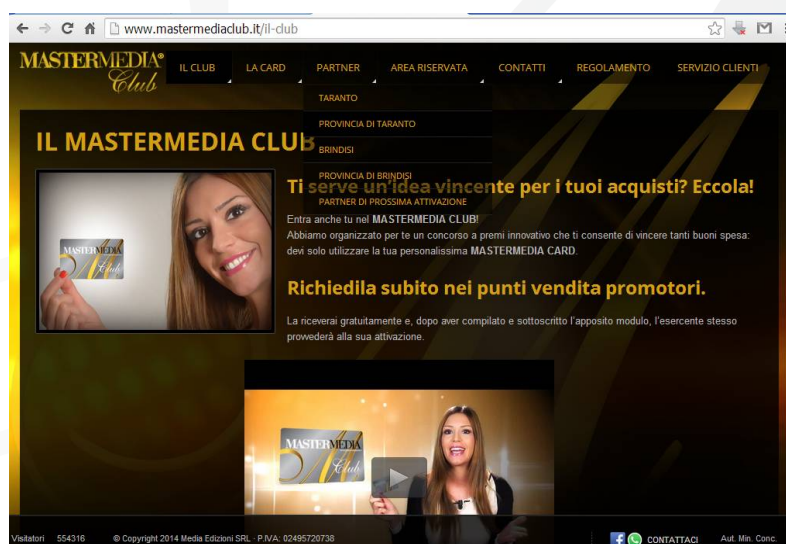 www.mastermediaclub.it/il-club
MASTERMEDIA®
Club
IL CLUB LA CARD PARTNER AREA RISERVATA CONTATTI REGOLAMENTO SERVIZIO CLIENTI
TARANTO
PROVINCIA DI TARANTO
BRINDISI
PROVINCIA DI BRINDISI
PARTNER DI PROSSIMA ATTIVAZIONE
IL MASTERMEDIA CLUB
MASTERMEDIA
Club
Ti serve un'idea vincente per i tuoi acquisti? Eccola!
Entra anche tu nel MASTERMEDIA CLUB!
Abbiamo organizzato per te un concorso a premi innovativo che ti consente di vincere tanti buoni spesa:
devi solo utilizzare la tua personalissima MASTERMEDIA CARD.
Richiedila subito nei punti vendita promotori.
La riceverai gratuitamente e, dopo aver compilato e sottoscritto l'apposito modulo, l'esercente stesso
provvederà alla sua attivazione.
MASTERMEDIA
Club
Visitatori 554316 © Copyright 2014 Media Edizioni SRL - P.IVA: 02495720738 CONTATTACI Aut. Min. Conc.